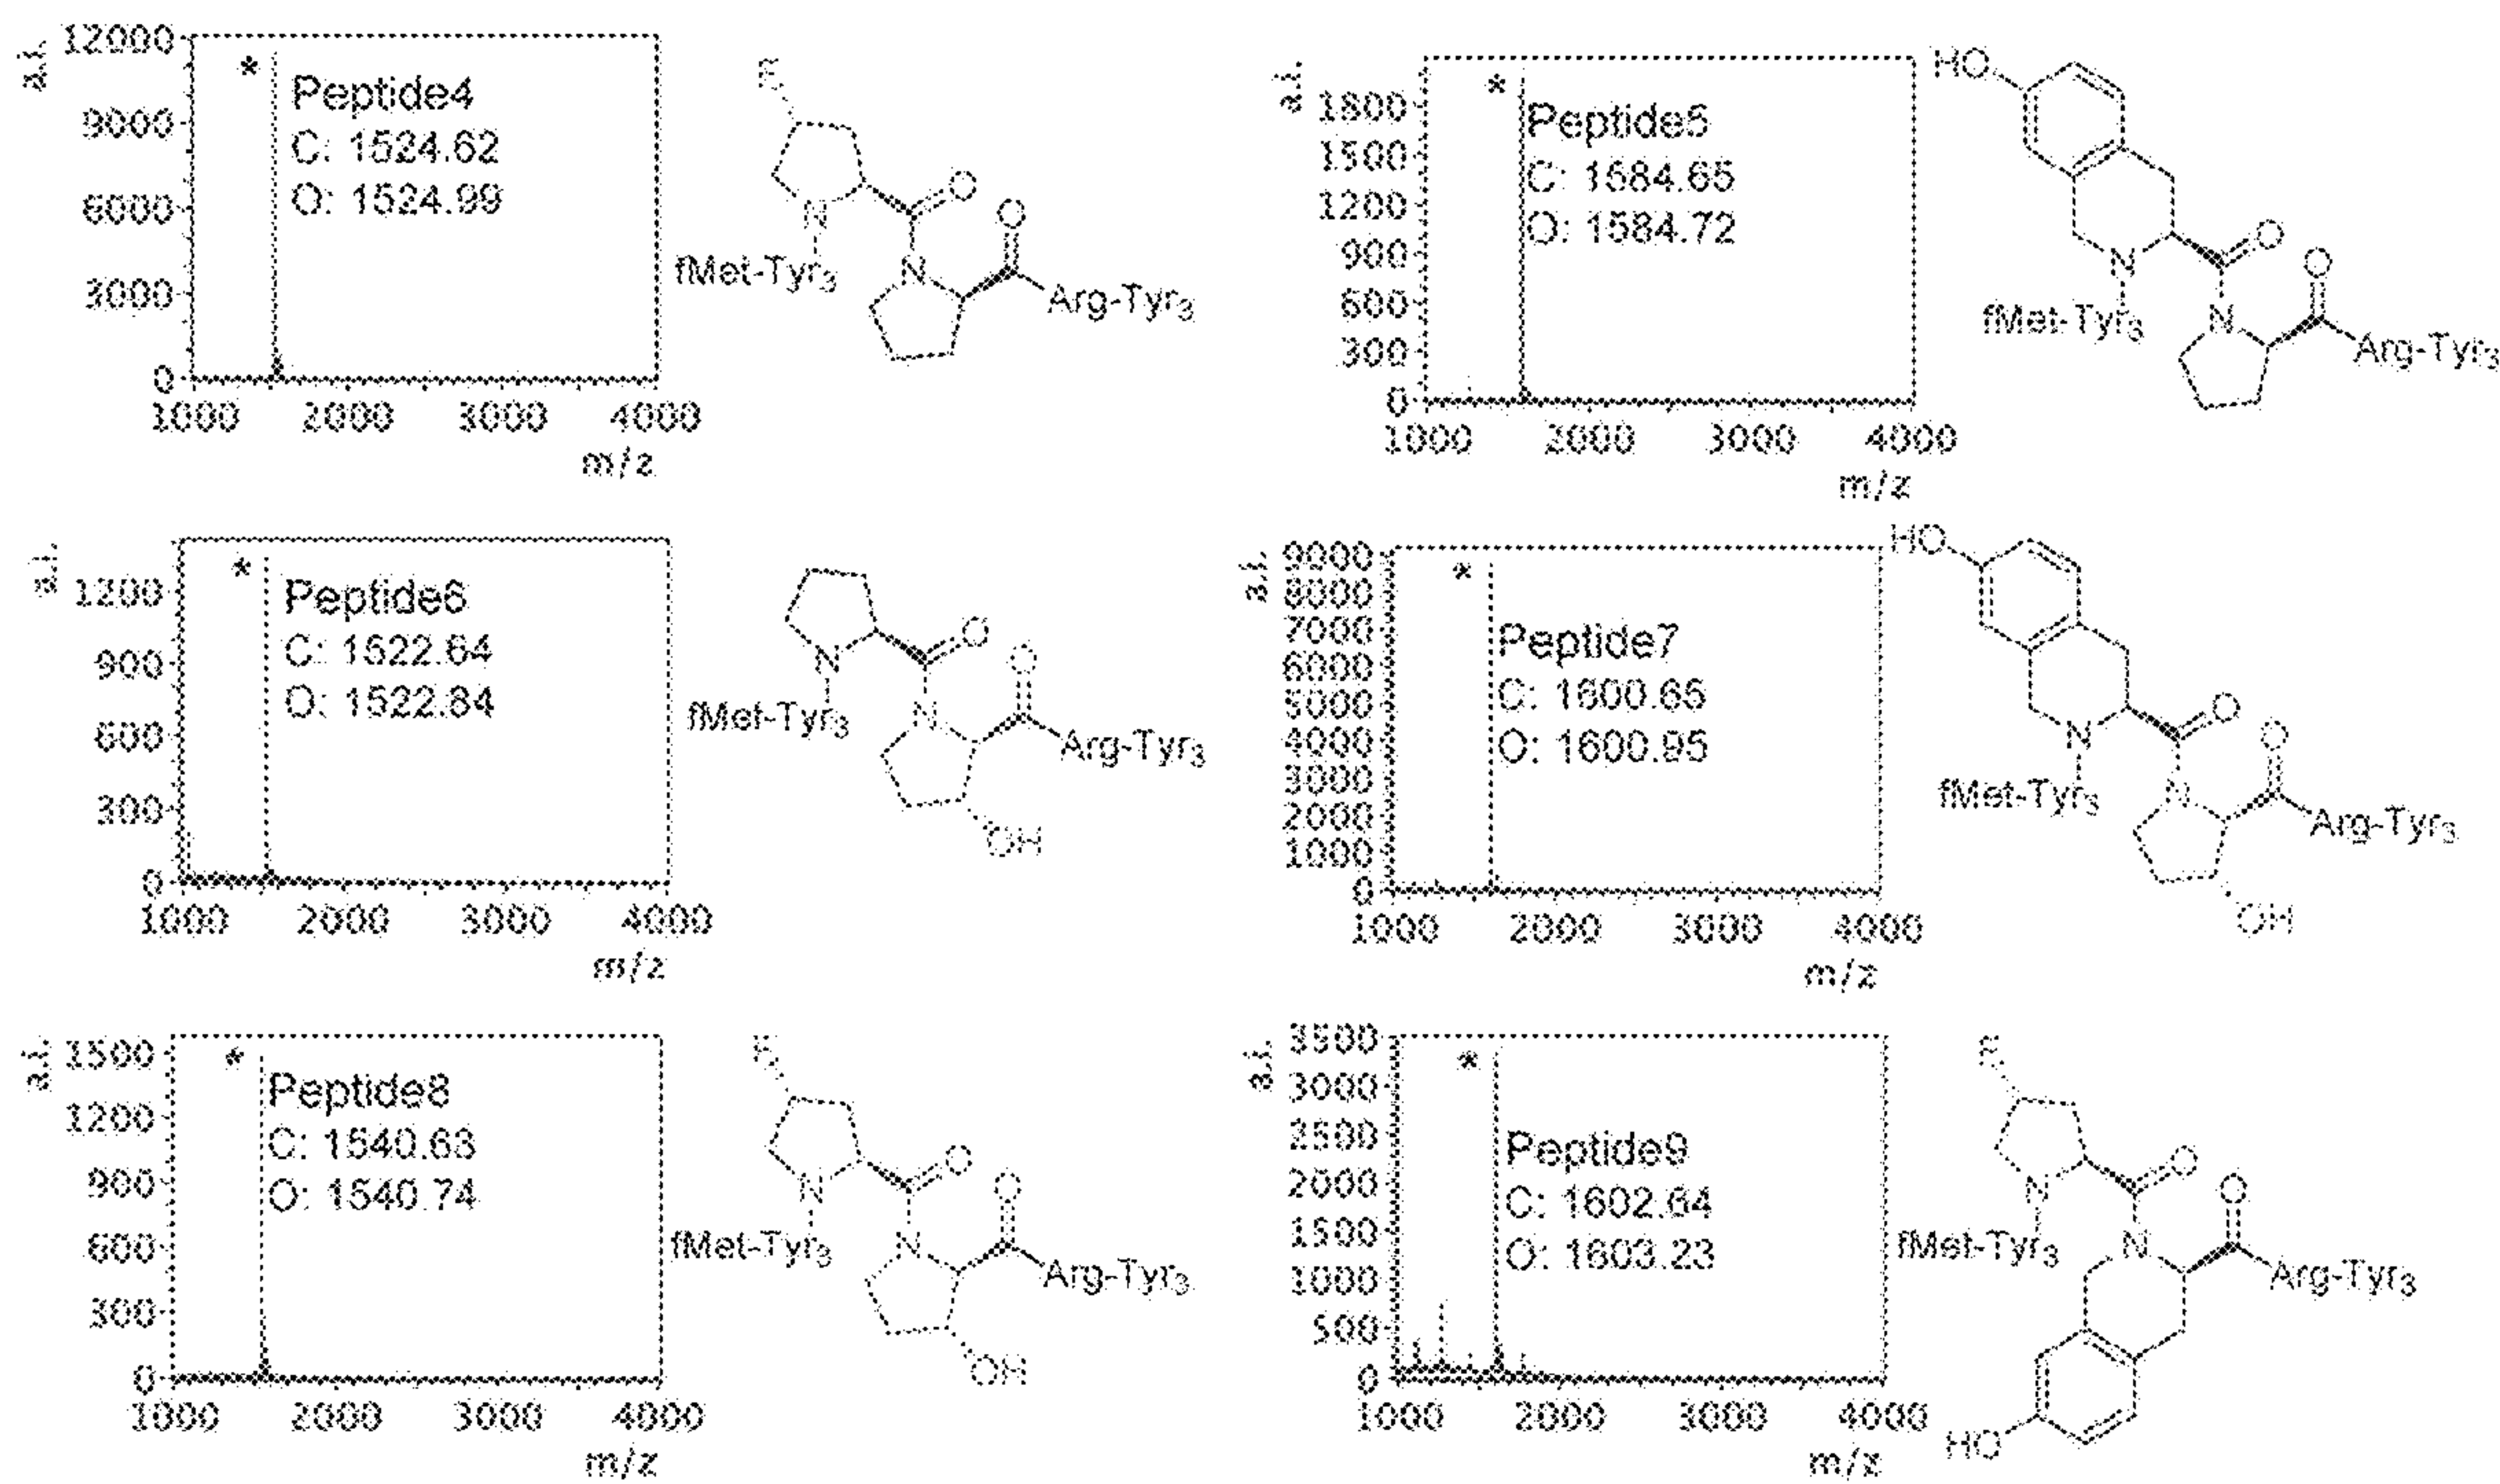 a.i.
12000
9000
6000
3000
0
1000 2000 3000 4000
m/z
*
Peptide4
C: 1524.62
O: 1524.99
F
N
O
O
fMet-Tyr3
N
Arg-Tyr3
a.i.
1800
1500
1200
900
600
300
0
1000 2000 3000 4000
m/z
*
Peptide5
C: 1584.65
O: 1584.72
HO
O
N
O
fMet-Tyr3
N
Arg-Tyr3
a.i.
1200
900
600
300
0
1000 2000 3000 4000
m/z
*
Peptide6
C: 1522.64
O: 1522.84
O
N
O
fMet-Tyr3
N
Arg-Tyr3
OH
a.i.
9000
8000
7000
6000
5000
4000
3000
2000
1000
0
1000 2000 3000 4000
m/z
*
Peptide7
C: 1600.65
O: 1600.95
HO
O
N
O
fMet-Tyr3
N
Arg-Tyr3
OH
a.i.
1500
1200
900
600
300
0
1000 2000 3000 4000
m/z
*
Peptide8
C: 1540.63
O: 1540.74
F
O
N
O
fMet-Tyr3
N
Arg-Tyr3
OH
a.i.
3500
3000
2500
2000
1500
1000
500
0
1000 2000 3000 4000
m/z
*
Peptide9
C: 1602.64
O: 1603.23
F
O
N
O
fMet-Tyr3
N
Arg-Tyr3
HO